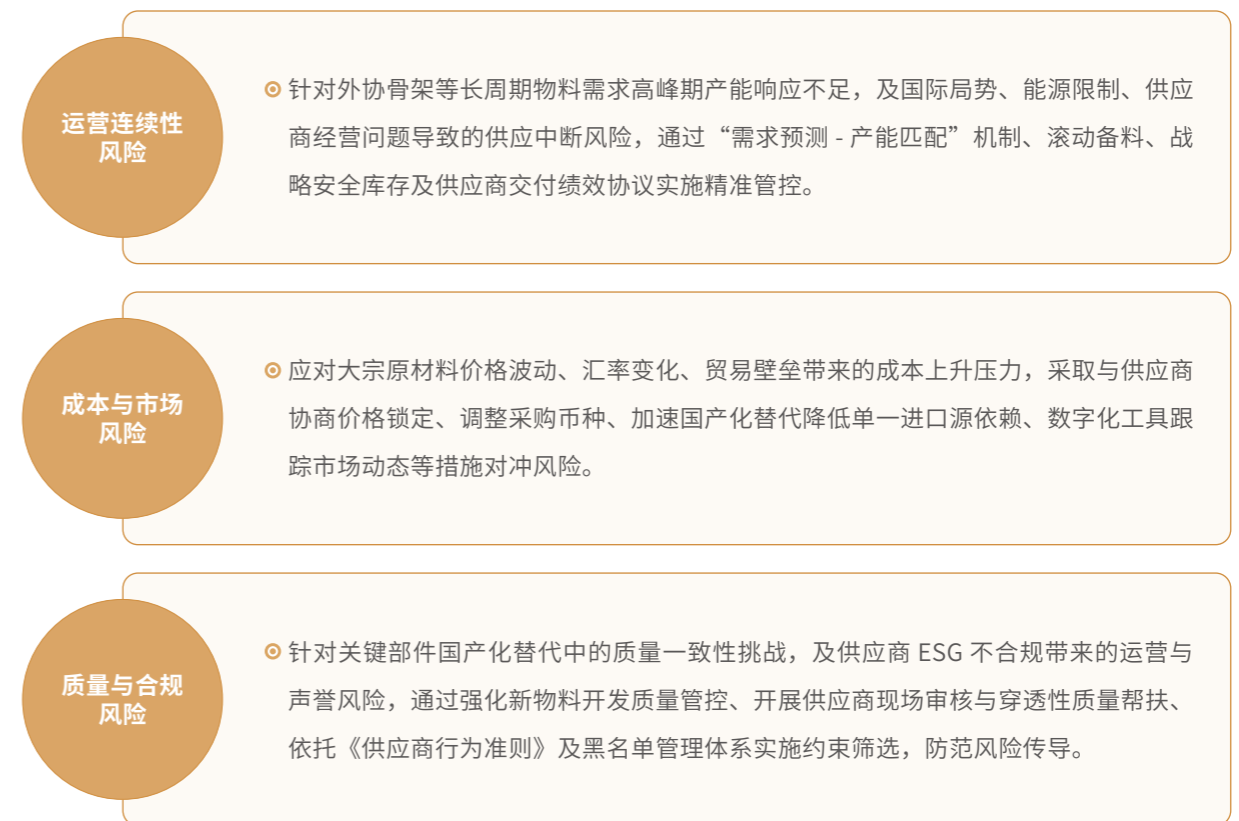 运营连续性
风险
针对外协骨架等长周期物料需求高峰期产能响应不足，及国际局势、能源限制、供应
商经营问题导致的供应中断风险，通过“需求预测 - 产能匹配”机制、滚动备料、战
略安全库存及供应商交付绩效协议实施精准管控。
成本与市场
风险
应对大宗原材料价格波动、汇率变化、贸易壁垒带来的成本上升压力，采取与供应商
协商价格锁定、调整采购币种、加速国产化替代降低单一进口源依赖、数字化工具跟
踪市场动态等措施对冲风险。
质量与合规
风险
针对关键部件国产化替代中的质量一致性挑战，及供应商 ESG 不合规带来的运营与
声誉风险，通过强化新物料开发质量管控、开展供应商现场审核与穿透性质量帮扶、
依托《供应商行为准则》及黑名单管理体系实施约束筛选，防范风险传导。